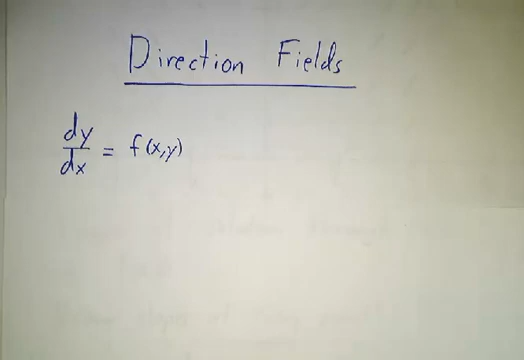 Direction Fields
dy/dx = f(x,y)